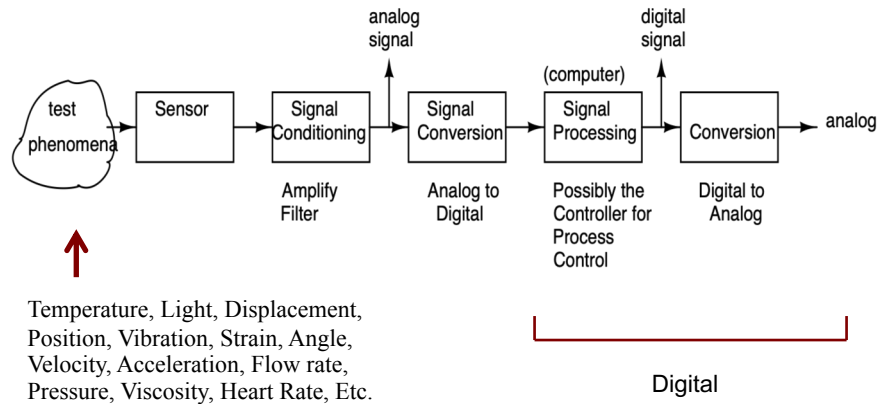 analog
signal
digital
signal
(computer)
test
phenomena
Sensor
Signal
Conditioning
Signal
Conversion
Signal
Processing
Conversion
analog
Amplify
Filter
Analog to
Digital
Possibly the
Controller for
Process
Control
Digital to
Analog
Temperature, Light, Displacement,
Position, Vibration, Strain, Angle,
Velocity, Acceleration, Flow rate,
Pressure, Viscosity, Heart Rate, Etc.
Digital